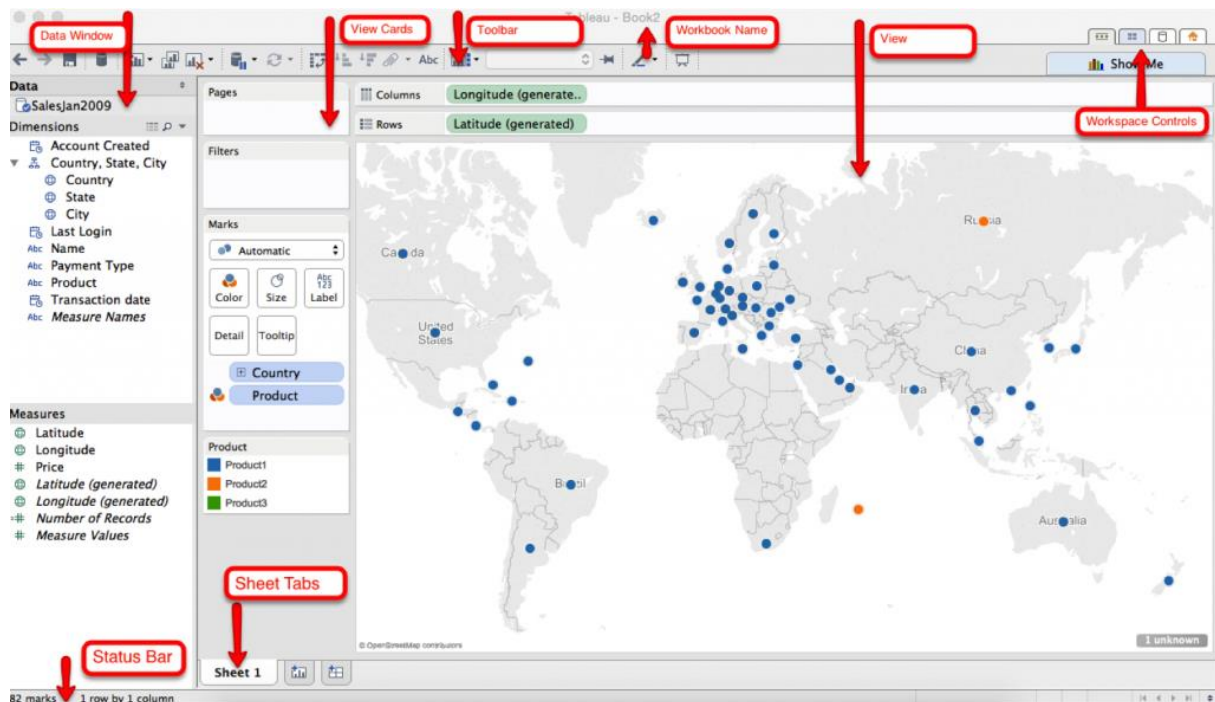 Tableau - Book2
Data Window
View Cards
Toolbar
Workbook Name
View
Abc
Show Me
Workspace Controls
Data
SalesJan2009
Dimensions
Account Created
Country, State, City
Country
State
City
Last Login
Abc Name
Abc Payment Type
Abc Product
Transaction date
Abc Measure Names
Measures
Latitude
Longitude
# Price
Latitude (generated)
Longitude (generated)
# Number of Records
# Measure Values
Pages
Filters
Marks
Automatic
Color
Size
Abc
123
Label
Detail
Tooltip
Country
Product
Product
Product1
Product2
Product3
Columns
Longitude (generate..
Rows
Latitude (generated)
Canada
United
States
Brazil
Russia
China
India
Australia
© OpenStreetMap contributors
1 unknown
Sheet Tabs
Sheet 1
Status Bar
82 marks
1 row by 1 column